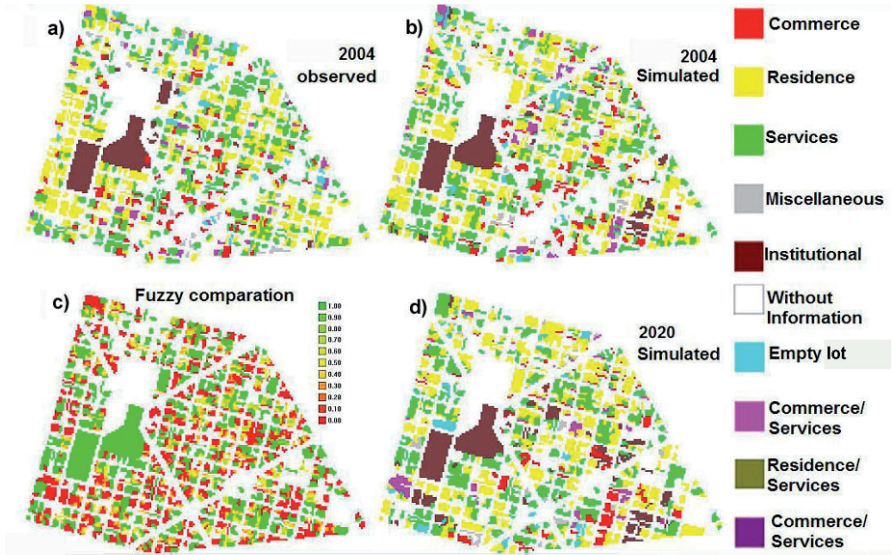 a)
2004
observed
b)
2004
Simulated
c)
Fuzzy comparation
1.00
0.90
0.80
0.70
0.60
0.50
0.40
0.30
0.20
0.10
0.00
d)
2020
Simulated
Commerce
Residence
Services
Miscellaneous
Institutional
Without
Information
Empty lot
Commerce/
Services
Residence/
Services
Commerce/
Services